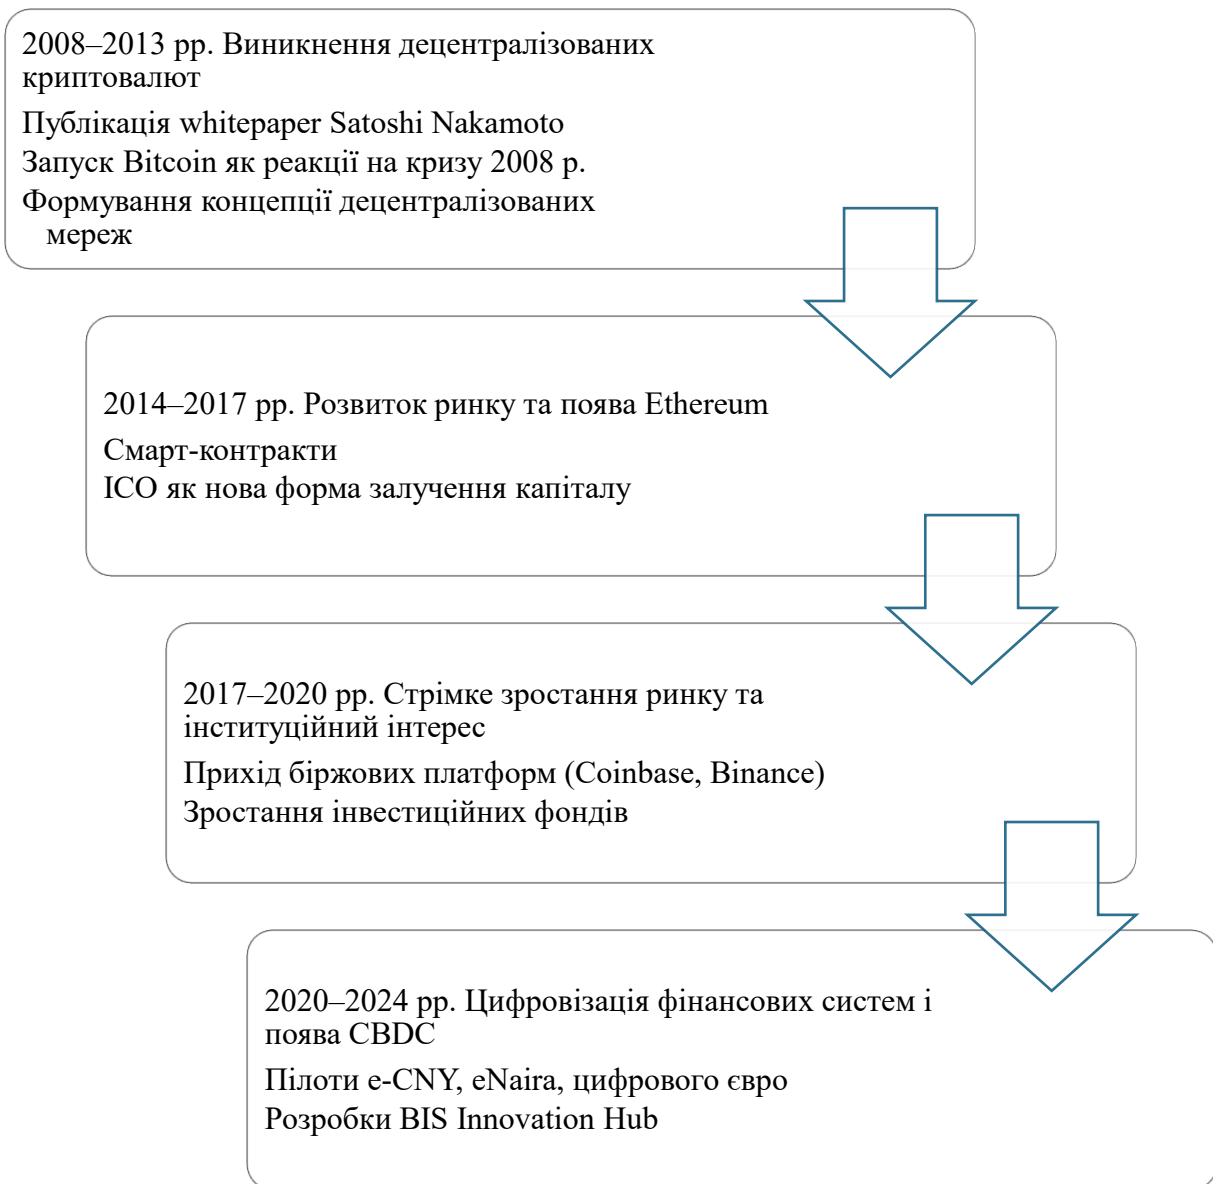 2008–2013 рр. Виникнення децентралізованих
криптовалют
Публікація whitepaper Satoshi Nakamoto
Запуск Bitcoin як реакції на кризу 2008 р.
Формування концепції децентралізованих
мереж
2014–2017 рр. Розвиток ринку та поява Ethereum
Смарт-контракти
ICO як нова форма залучення капіталу
2017–2020 рр. Стрімке зростання ринку та
інституційний інтерес
Прихід біржових платформ (Coinbase, Binance)
Зростання інвестиційних фондів
2020–2024 рр. Цифровізація фінансових систем і
поява CBDC
Пілоти e-CNY, eNaira, цифрового євро
Розробки BIS Innovation Hub